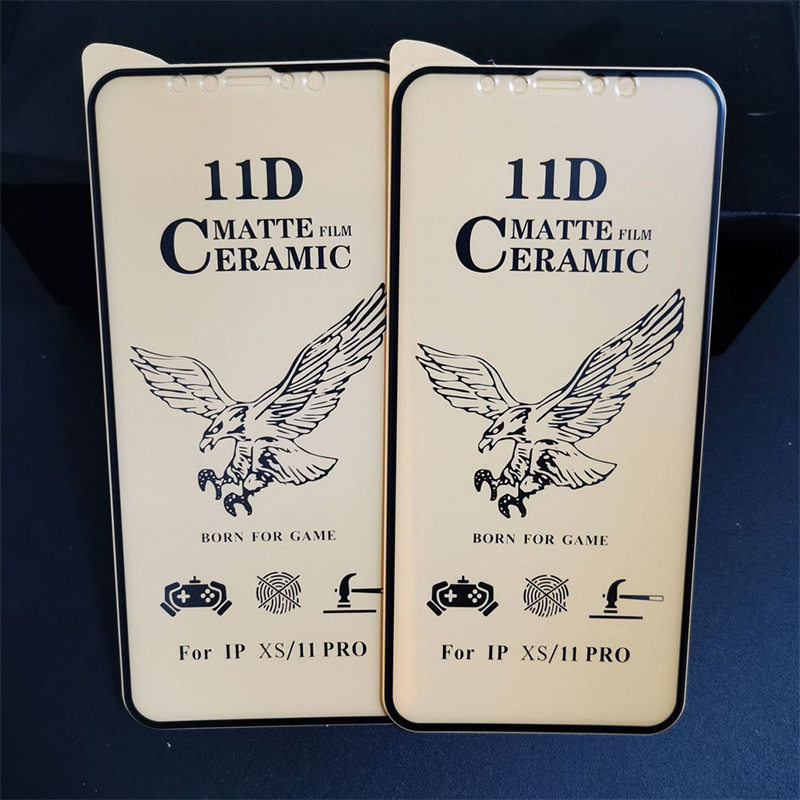 11D
MATTE FILM
CERAMIC
BORN FOR GAME
For IP XS/11 PRO
11D
MATTE FILM
CERAMIC
BORN FOR GAME
For IP XS/11 PRO